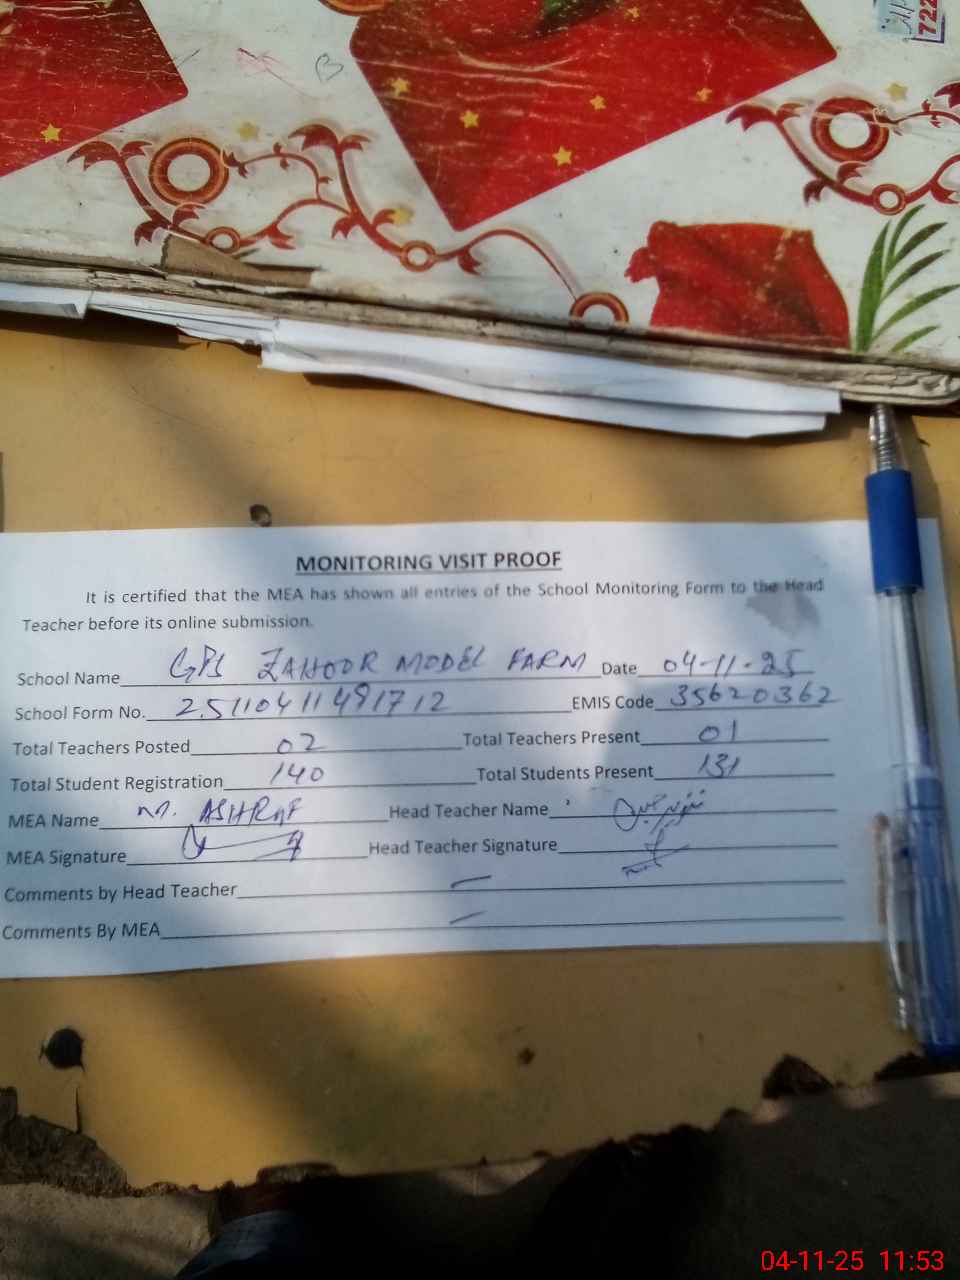 722
B
MONITORING VISIT PROOF
It is certified that the MEA has shown all entries of the School Monitoring Form to the Head
Teacher before its online submission.
School Name GPS ZAHOOR MODEL FARM Date 04-11-25
School Form No. 2511041149 1712 EMIS Code 35620362
Total Teachers Posted 02 Total Teachers Present 01
Total Student Registration 140 Total Students Present 131
MEA Name M. ASHRAF Head Teacher Name
MEA Signature Head Teacher Signature
Comments by Head Teacher —
Comments By MEA —
04-11-25 11:53